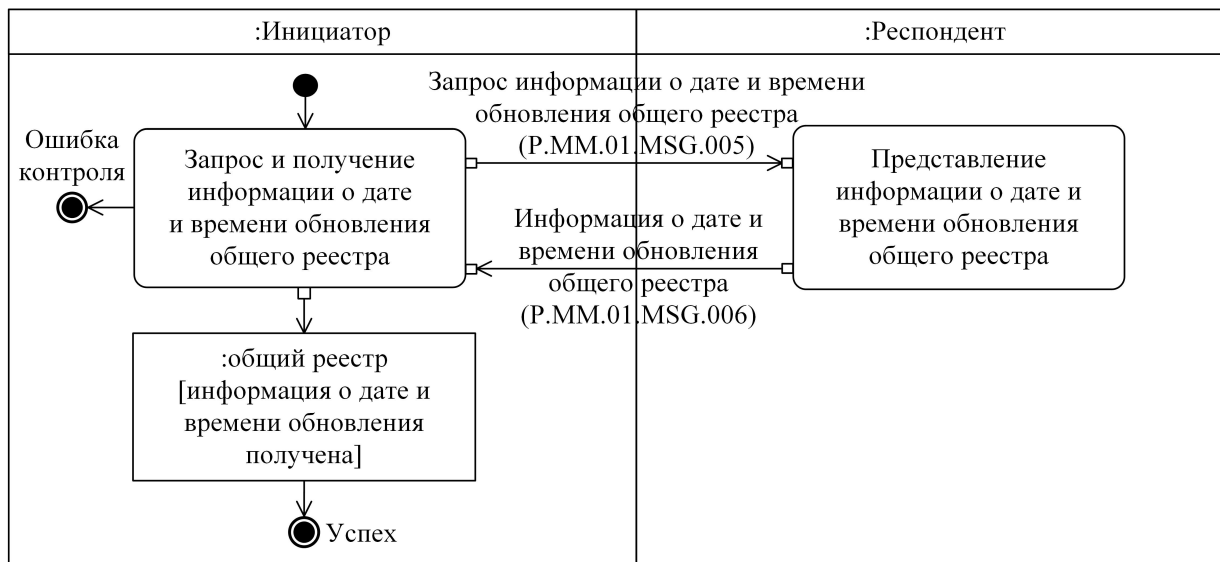 :Инициатор
:Респондент
Запрос информации о дате и времени
обновления общего реестра
(P.MM.01.MSG.005)
Ошибка
контроля
Запрос и получение
информации о дате
и времени обновления
общего реестра
Представление
информации о дате и
времени обновления
общего реестра
Информация о дате и
времени обновления
общего реестра
(P.MM.01.MSG.006)
:общий реестр
[информация о дате и
времени обновления
получена]
Успех